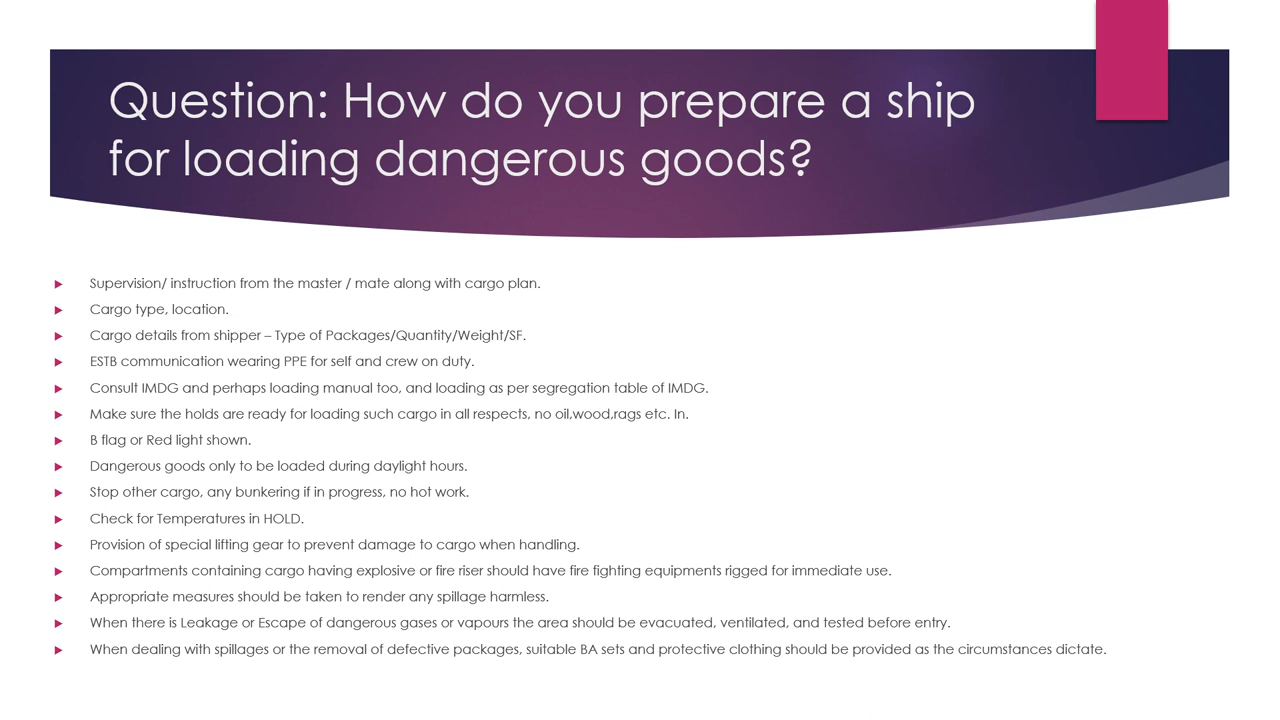 Question: How do you prepare a ship
for loading dangerous goods?
Supervision/ instruction from the master / mate along with cargo plan.
Cargo type, location.
Cargo details from shipper – Type of Packages/Quantity/Weight/SF.
ESTB communication wearing PPE for self and crew on duty.
Consult IMDG and perhaps loading manual too, and loading as per segregation table of IMDG.
Make sure the holds are ready for loading such cargo in all respects, no oil,wood,rags etc. In.
B flag or Red light shown.
Dangerous goods only to be loaded during daylight hours.
Stop other cargo, any bunkering if in progress, no hot work.
Check for Temperatures in HOLD.
Provision of special lifting gear to prevent damage to cargo when handling.
Compartments containing cargo having explosive or fire riser should have fire fighting equipments rigged for immediate use.
Appropriate measures should be taken to render any spillage harmless.
When there is Leakage or Escape of dangerous gases or vapours the area should be evacuated, ventilated, and tested before entry.
When dealing with spillages or the removal of defective packages, suitable BA sets and protective clothing should be provided as the circumstances dictate.